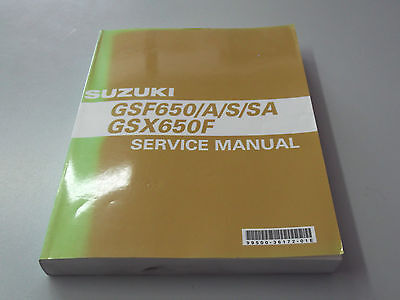 SUZUKI
GSF650/A/S/SA
GSX650F
SERVICE MANUAL
99500-36172-01E